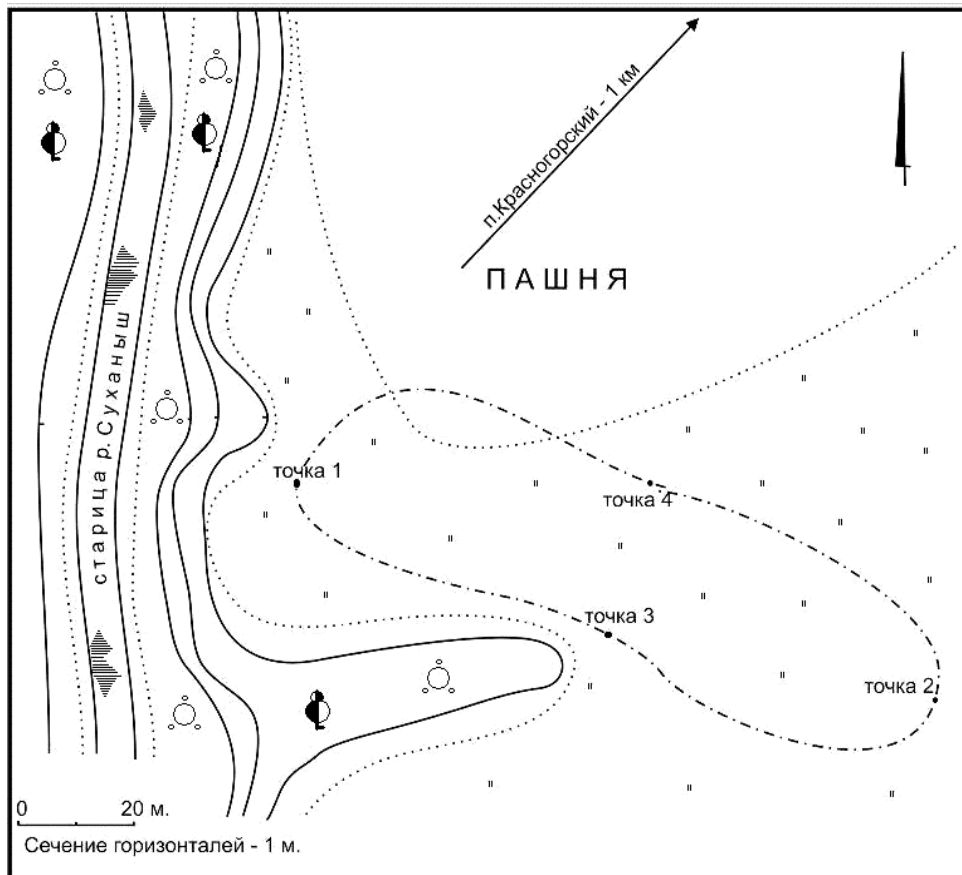 п.Красногорский - 1 км
ПАШНЯ
старица р. Суханыш
точка 1
точка 4
точка 3
точка 2
0 20 м.
Сечение горизонталей - 1 м.